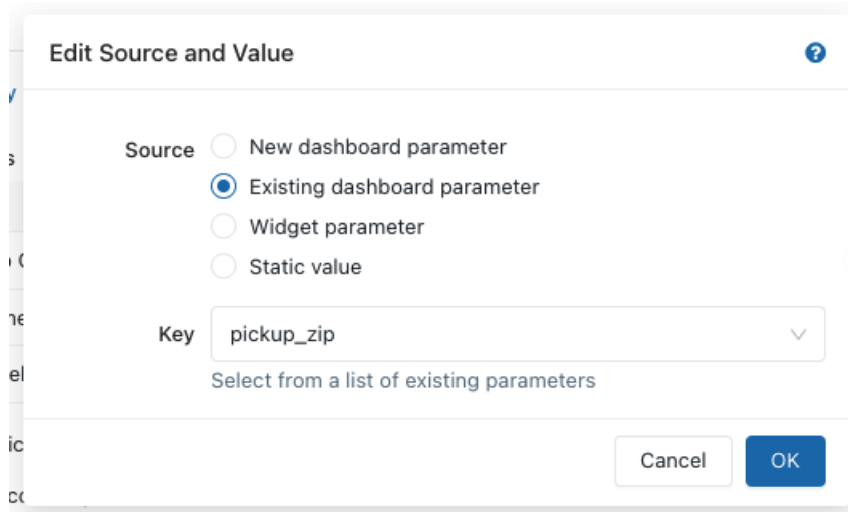 Edit Source and Value
Source
New dashboard parameter
Existing dashboard parameter
Widget parameter
Static value
Key
pickup_zip
Select from a list of existing parameters
Cancel
OK